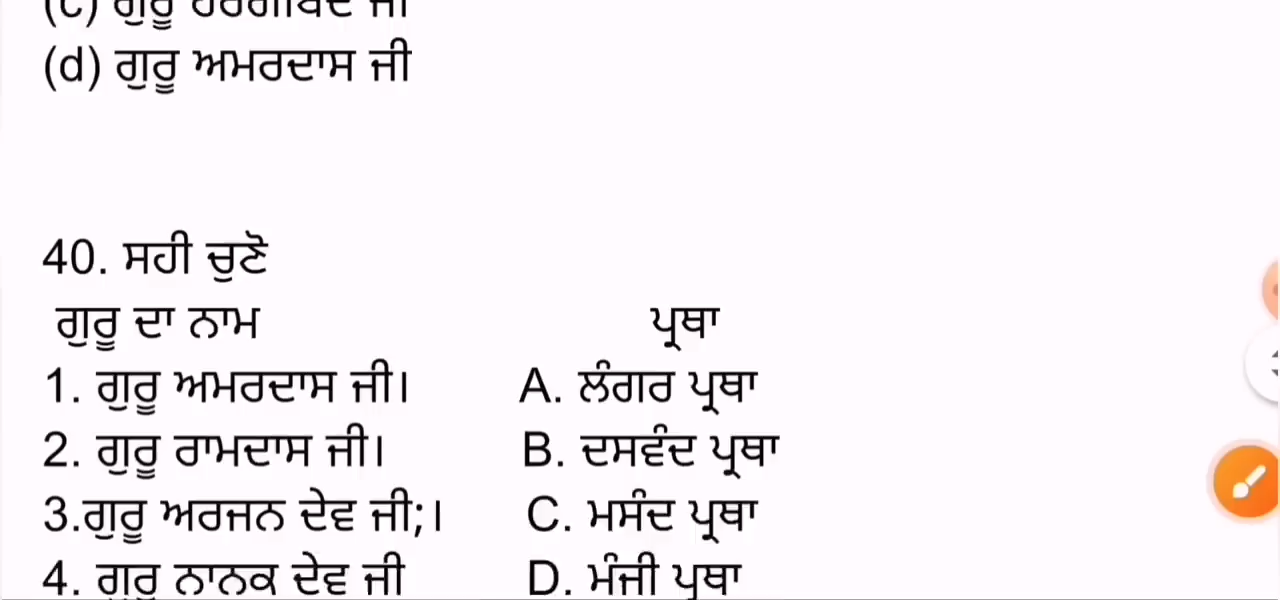 (c) ਗੁਰੂ ਹਰਗੋਬਿੰਦ ਜੀ
(d) ਗੁਰੂ ਅਮਰਦਾਸ ਜੀ
40. ਸਹੀ ਚੁਣੋ
ਗੁਰੂ ਦਾ ਨਾਮ ਪ੍ਰਥਾ
1. ਗੁਰੂ ਅਮਰਦਾਸ ਜੀ। A. ਲੰਗਰ ਪ੍ਰਥਾ
2. ਗੁਰੂ ਰਾਮਦਾਸ ਜੀ। B. ਦਸਵੰਦ ਪ੍ਰਥਾ
3.ਗੁਰੂ ਅਰਜਨ ਦੇਵ ਜੀ;। C. ਮਸੰਦ ਪ੍ਰਥਾ
4. ਗੁਰੂ ਨਾਨਕ ਦੇਵ ਜੀ D. ਮੰਜੀ ਪ੍ਰਥਾ